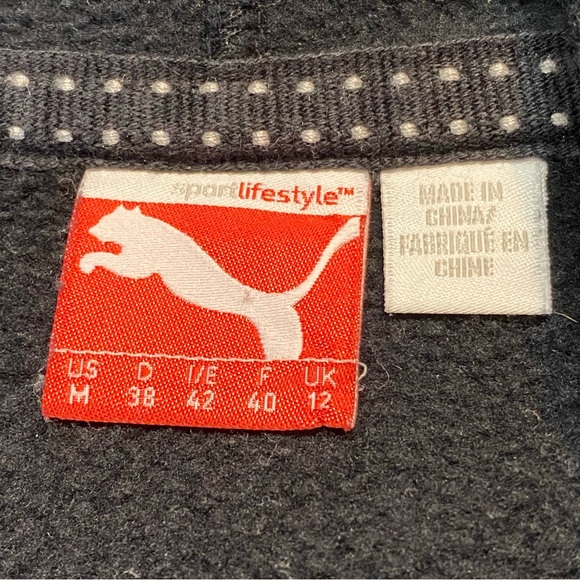 sportlifestyle™
US D I/E F UK
M 38 42 40 12
MADE IN
CHINA/
FABRIQUÉ EN
CHINE